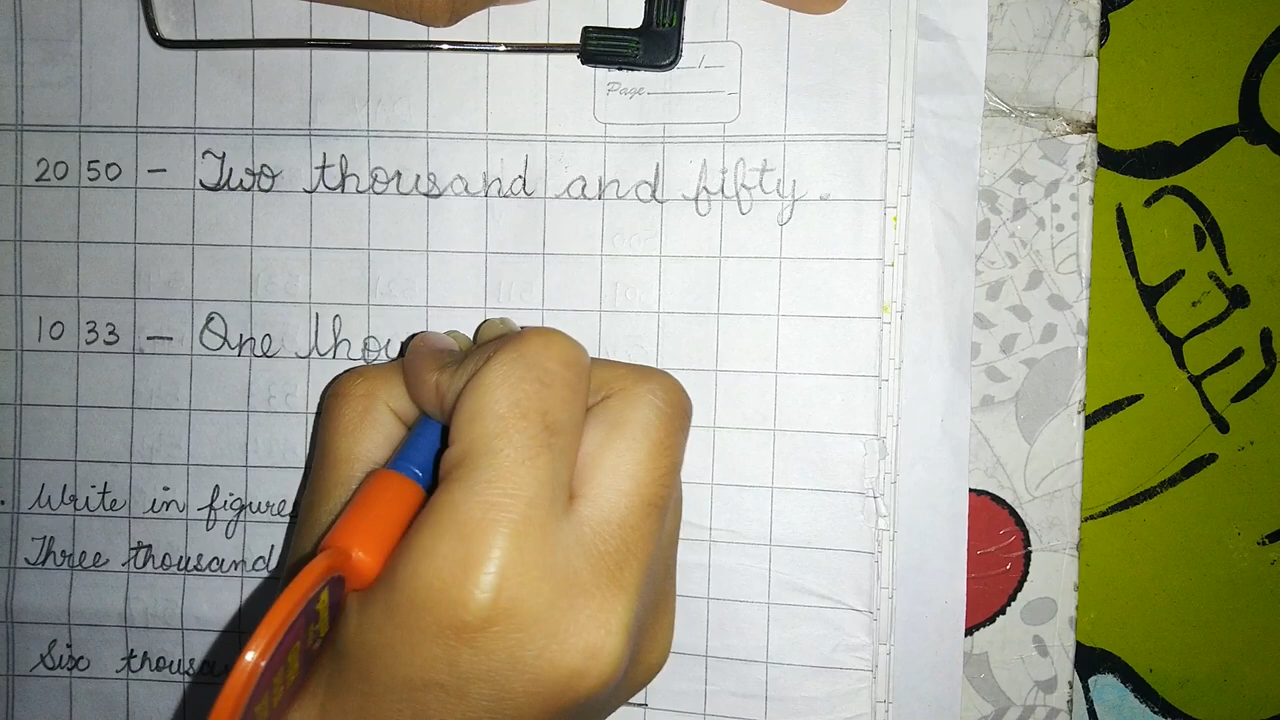 Page
2050 - Two thousand and fifty.
1033 - One thou
. Write in figure
Three thousand
Six thousa